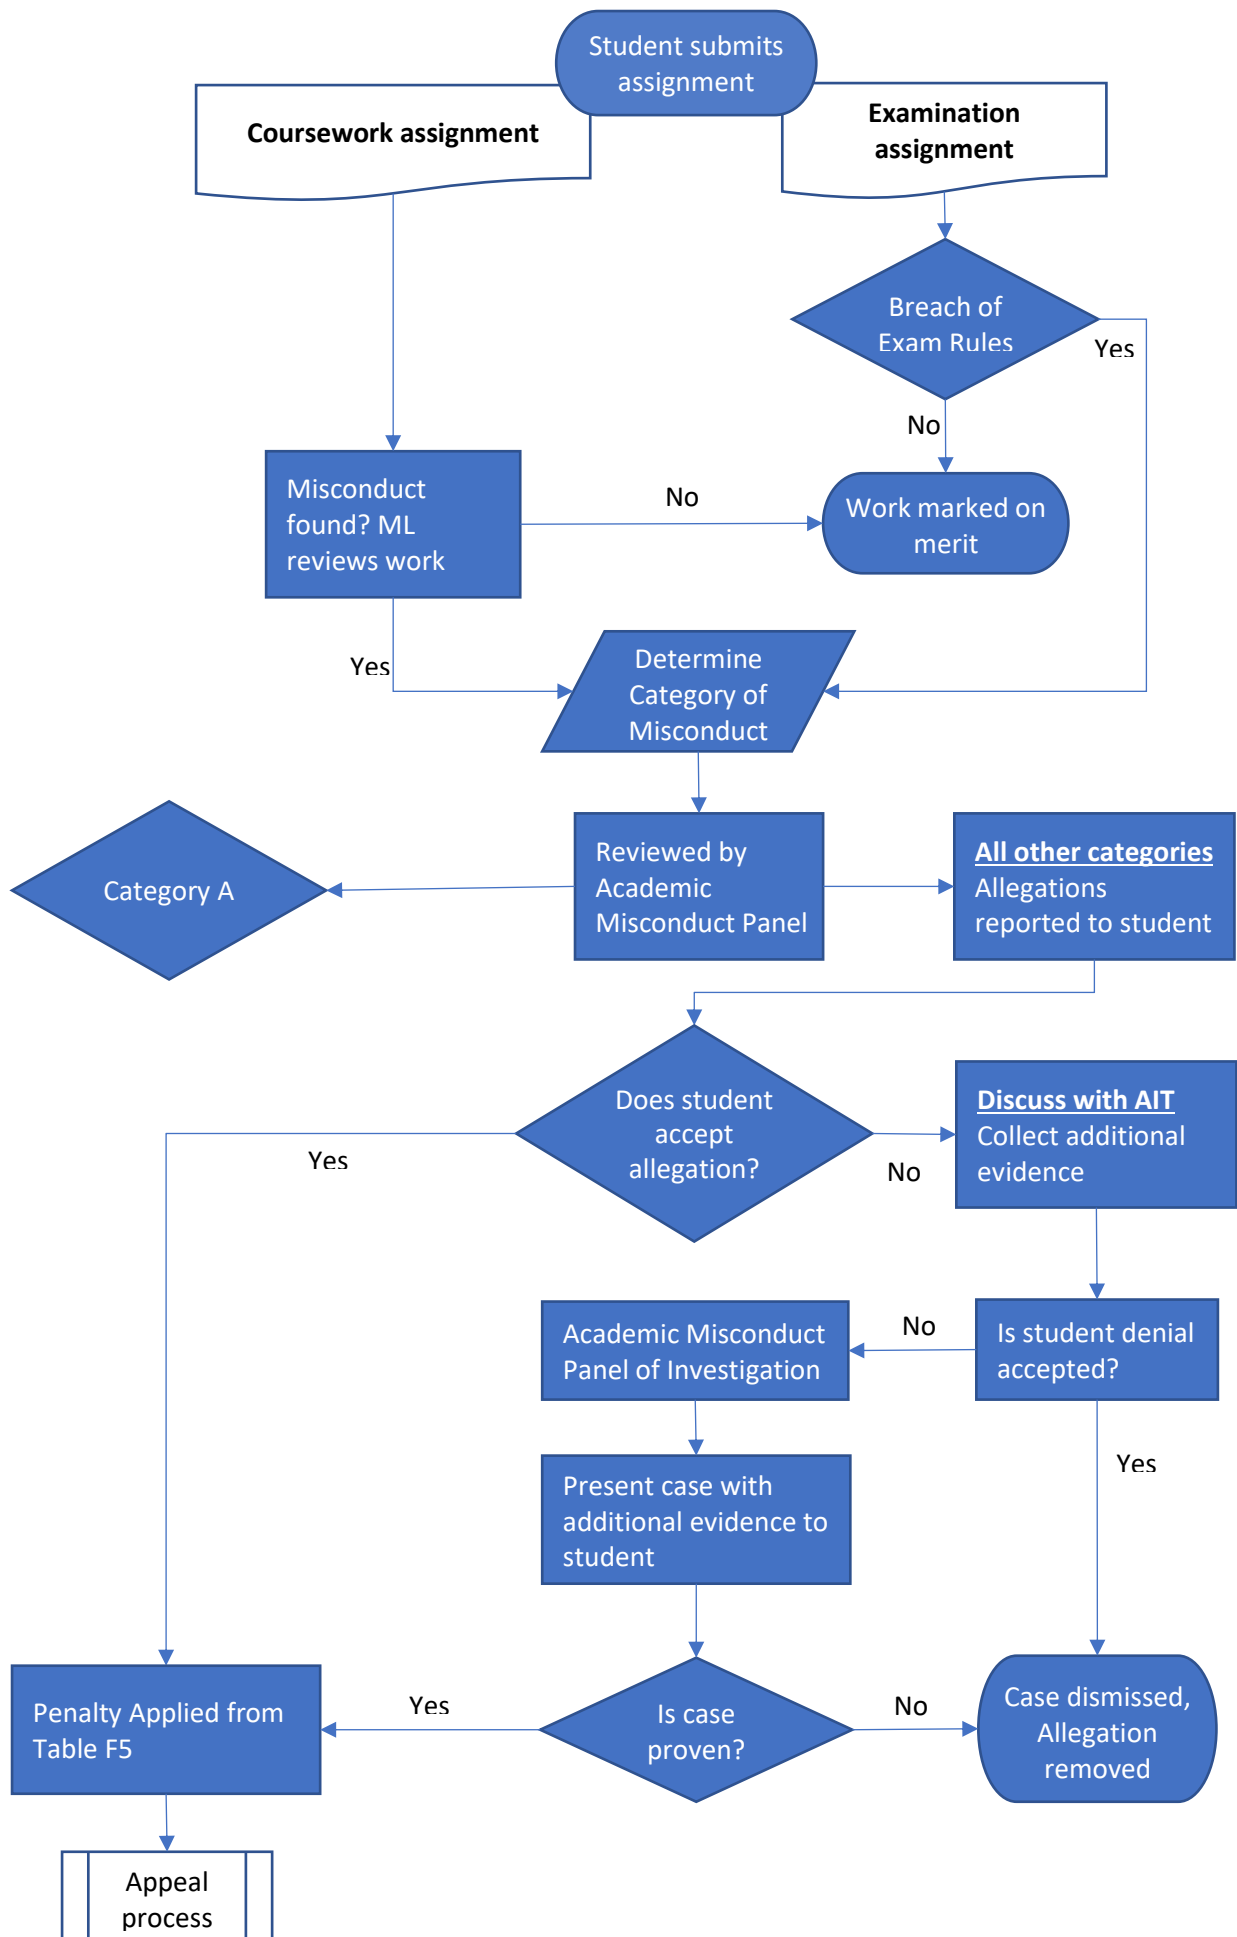 Student submits
assignment
Coursework assignment
Examination
assignment
Breach of
Exam Rules
Yes
No
Misconduct
found? ML
reviews work
No
Work marked on
merit
Yes
Determine
Category of
Misconduct
Category A
Reviewed by
Academic
Misconduct Panel
All other categories
Allegations
reported to student
Does student
accept
allegation?
Yes
No
Discuss with AIT
Collect additional
evidence
Academic Misconduct
Panel of Investigation
No
Is student denial
accepted?
Yes
Present case with
additional evidence to
student
Penalty Applied from
Table F5
Yes
Is case
proven?
No
Case dismissed,
Allegation
removed
Appeal
process